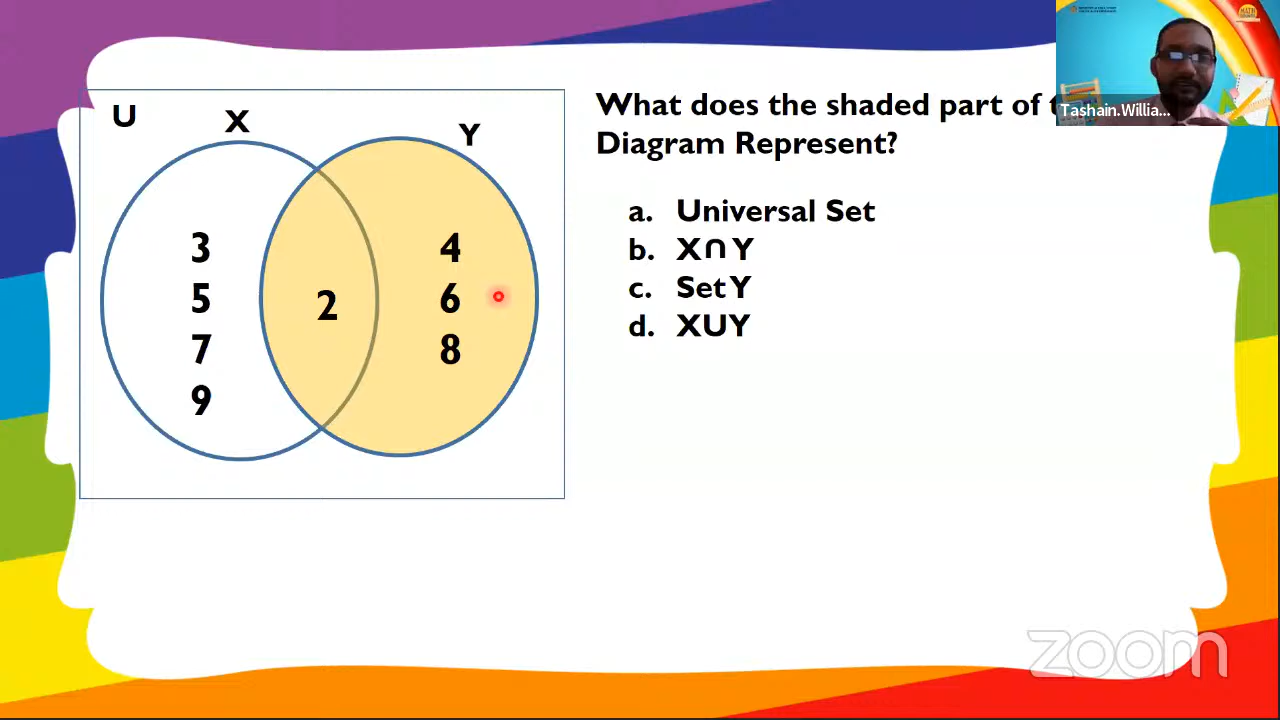 U
X
Y
3
5
7
9
2
4
6
8
What does the shaded part of
Diagram Represent?
a. Universal Set
b. X∩Y
c. Set Y
d. XUY
Tashain.Willia...
MATH
zoom